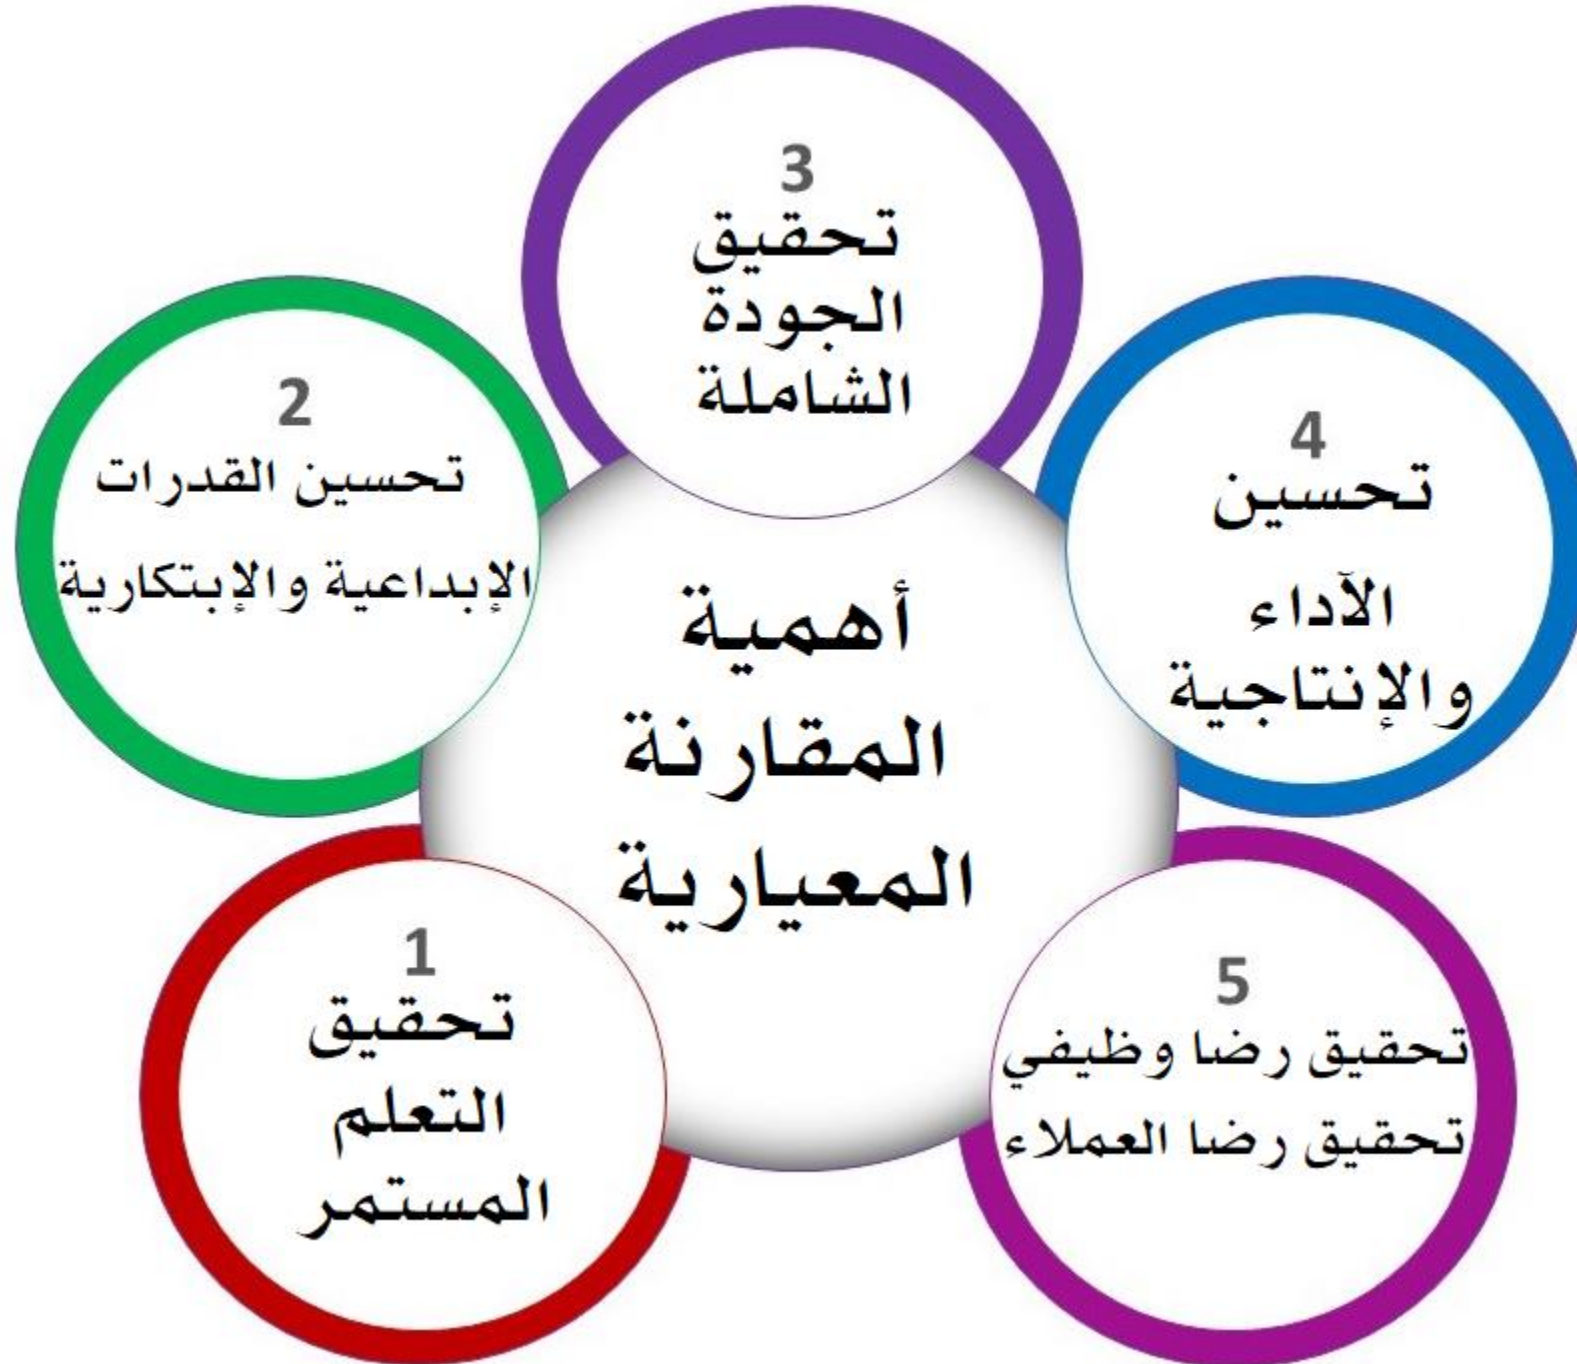 أهمية
المقارنة
المعيارية
1
تحقيق
التعلم
المستمر
2
تحسين القدرات
الإبداعية والإبتكارية
3
تحقيق
الجودة
الشاملة
4
تحسين
الآداء
والإنتاجية
5
تحقيق رضا وظيفي
تحقيق رضا العملاء